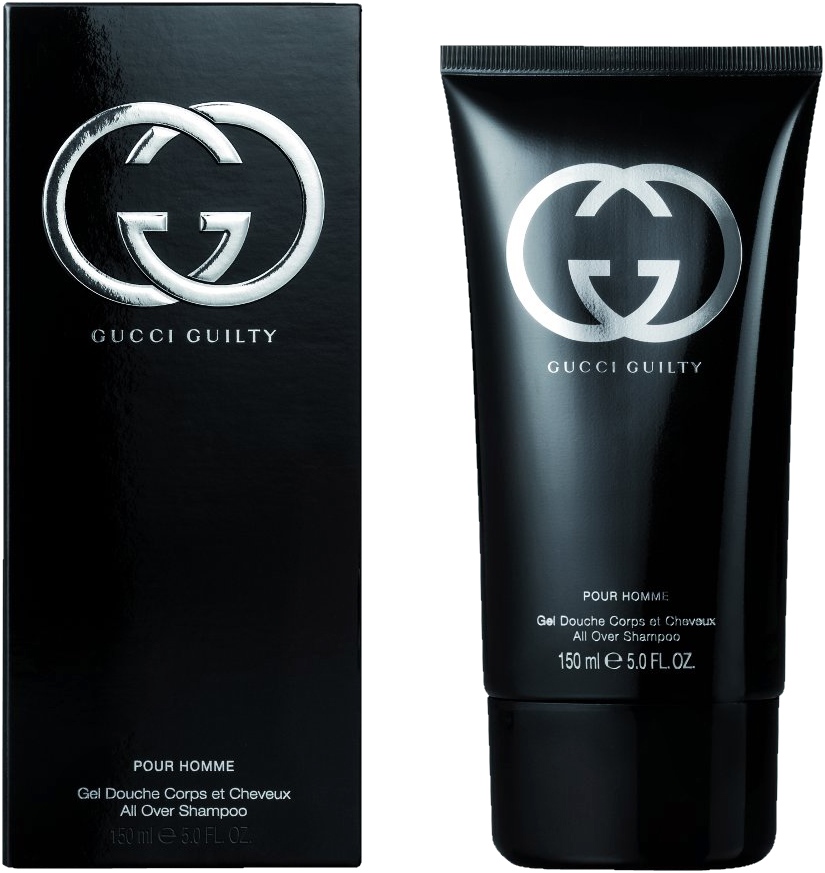 GUCCI GUILTY
POUR HOMME
Gel Douche Corps et Cheveux
All Over Shampoo
150 ml ℮ 5.0 FL. OZ.
GUCCI GUILTY
POUR HOMME
Gel Douche Corps et Cheveux
All Over Shampoo
150 ml ℮ 5.0 FL. OZ.